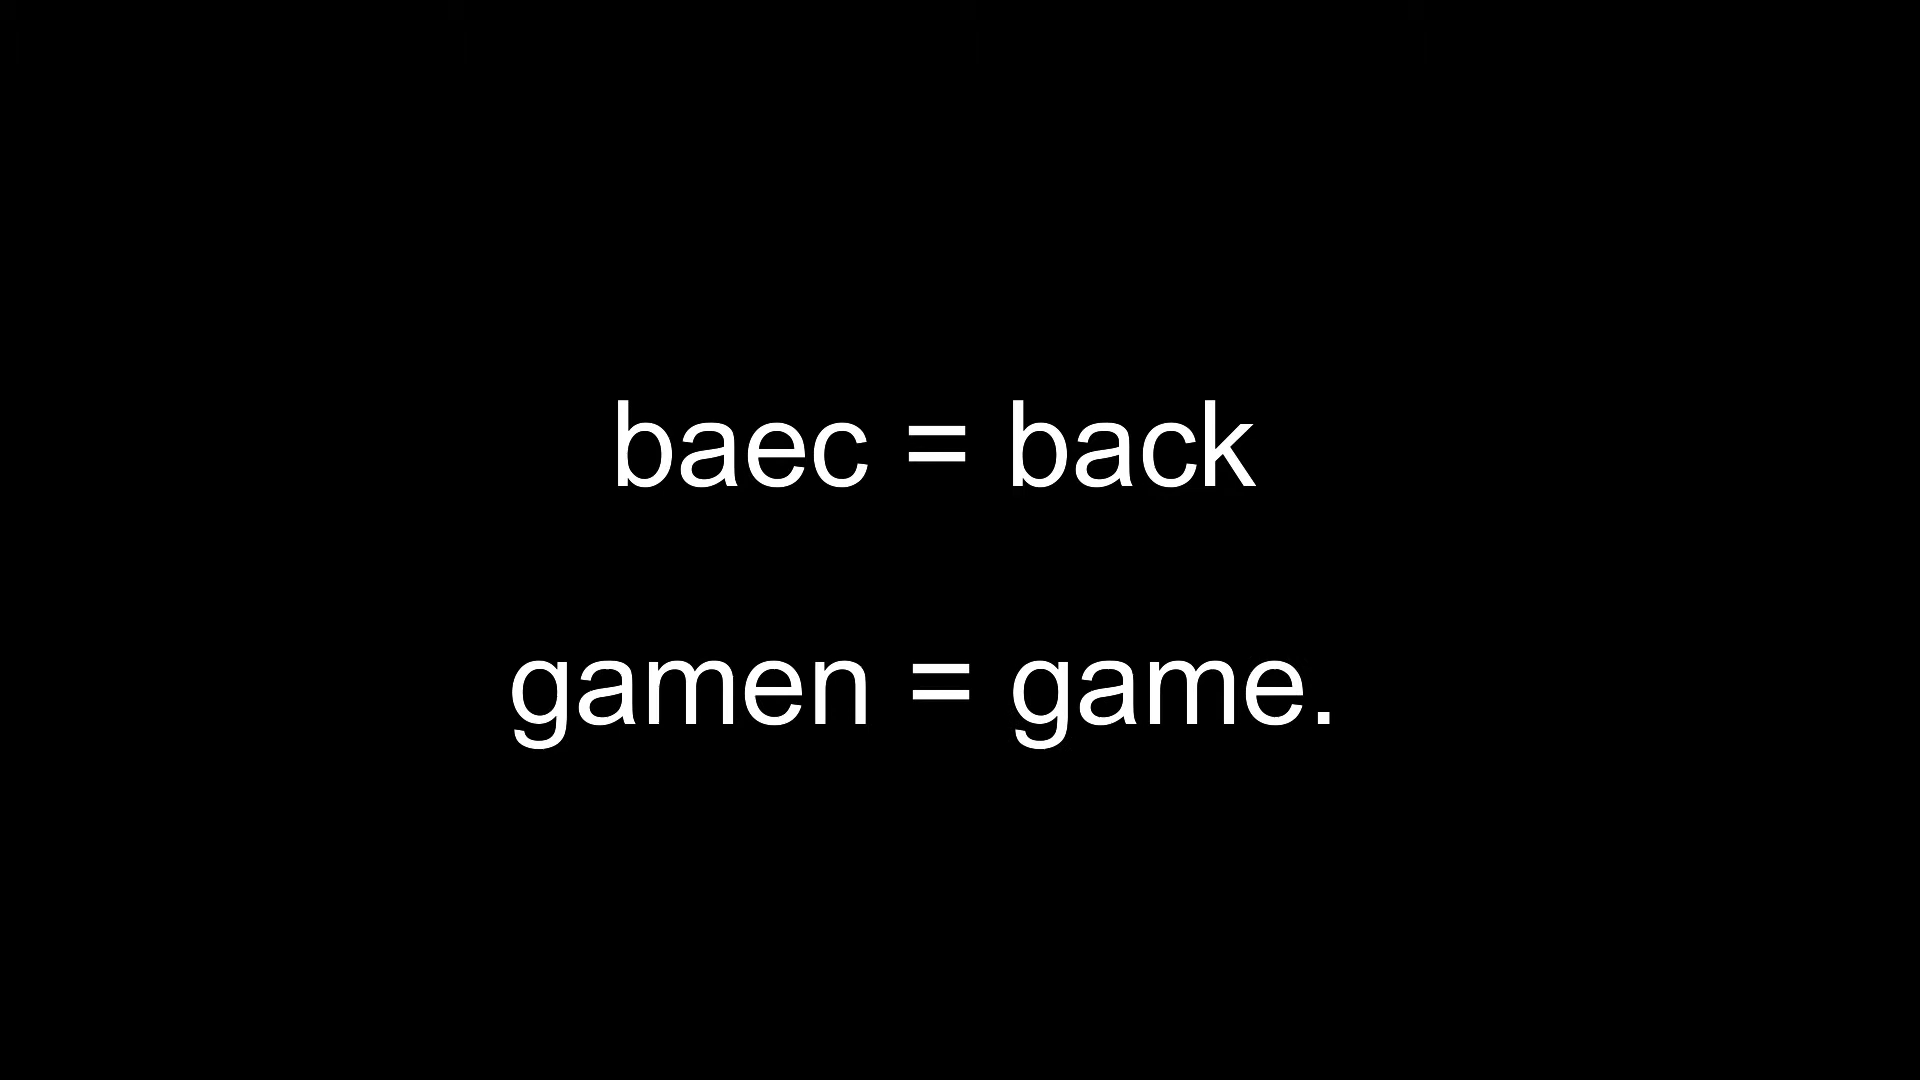 baec = back
gamen = game.